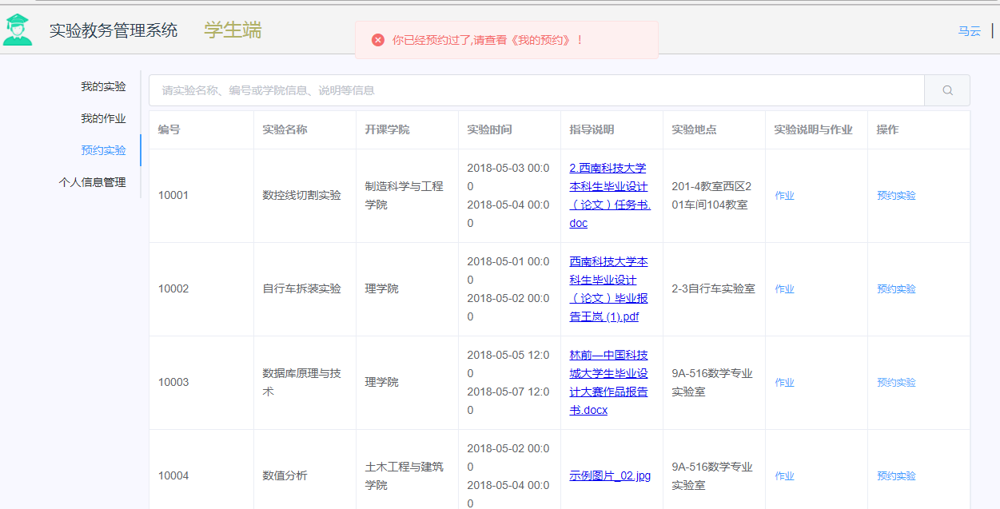 实验教务管理系统 学生端
你已经预约过了,请查看《我的预约》！
马云
我的实验
我的作业
预约实验
个人信息管理
请实验名称、编号或学院信息、说明等信息
编号 实验名称 开课学院 实验时间 指导说明 实验地点 实验说明与作业 操作
10001
数控线切割实验
制造科学与工程
学院
2018-05-03 00:0
0
2018-05-04 00:0
0
2.西南科技大学
本科生毕业设计
（论文）任务书.
doc
201-4教室西区2
01车间104教室
作业
预约实验
10002
自行车拆装实验
理学院
2018-05-01 00:0
0
2018-05-02 00:0
0
西南科技大学本
科生毕业设计
（论文）毕业报
告王岚 (1).pdf
2-3自行车实验室
作业
预约实验
10003
数据库原理与技
术
理学院
2018-05-05 12:0
0
2018-05-07 12:0
0
林前—中国科技
城大学生毕业设
计大赛作品报告
书.docx
9A-516数学专业
实验室
作业
预约实验
10004
数值分析
土木工程与建筑
学院
2018-05-02 00:0
0
2018-05-04 00:0
0
示例图片_02.jpg
9A-516数学专业
实验室
作业
预约实验